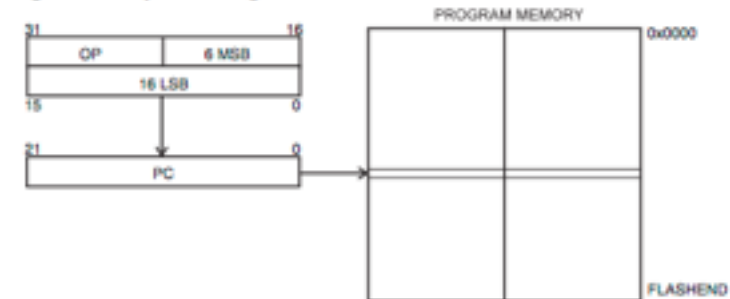 PROGRAM MEMORY
31 16
0x0000
OP 6 MSB
16 LSB
15 0
21 0
PC
FLASHEND